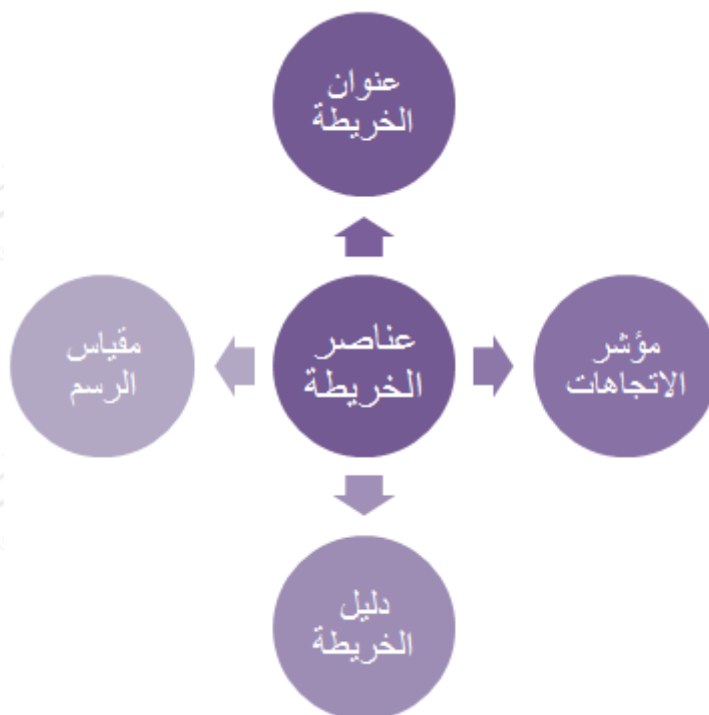 عنوان
الخريطة
مؤشر
الاتجاهات
عناصر
الخريطة
مقياس
الرسم
دليل
الخريطة